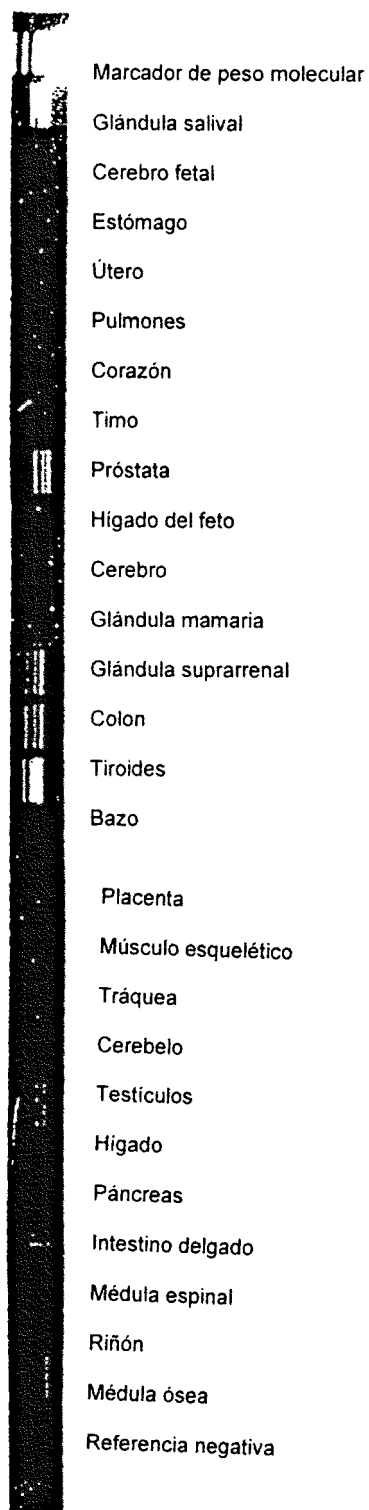 Marcador de peso molecular
Glándula salival
Cerebro fetal
Estómago
Útero
Pulmones
Corazón
Timo
Próstata
Hígado del feto
Cerebro
Glándula mamaria
Glándula suprarrenal
Colon
Tiroides
Bazo
Placenta
Músculo esquelético
Tráquea
Cerebelo
Testículos
Hígado
Páncreas
Intestino delgado
Médula espinal
Riñón
Médula ósea
Referencia negativa